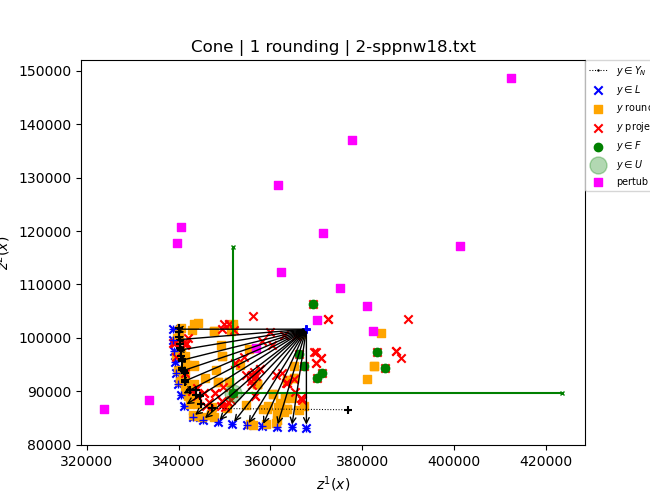 Cone | 1 rounding | 2-sppnw18.txt
150000
140000
130000
120000
110000
100000
90000
80000
320000
340000
360000
380000
400000
420000
z¹(x)
z²(x)
y ∈ Y_N
y ∈ L
y roun
y proje
y ∈ F
y ∈ U
pertub